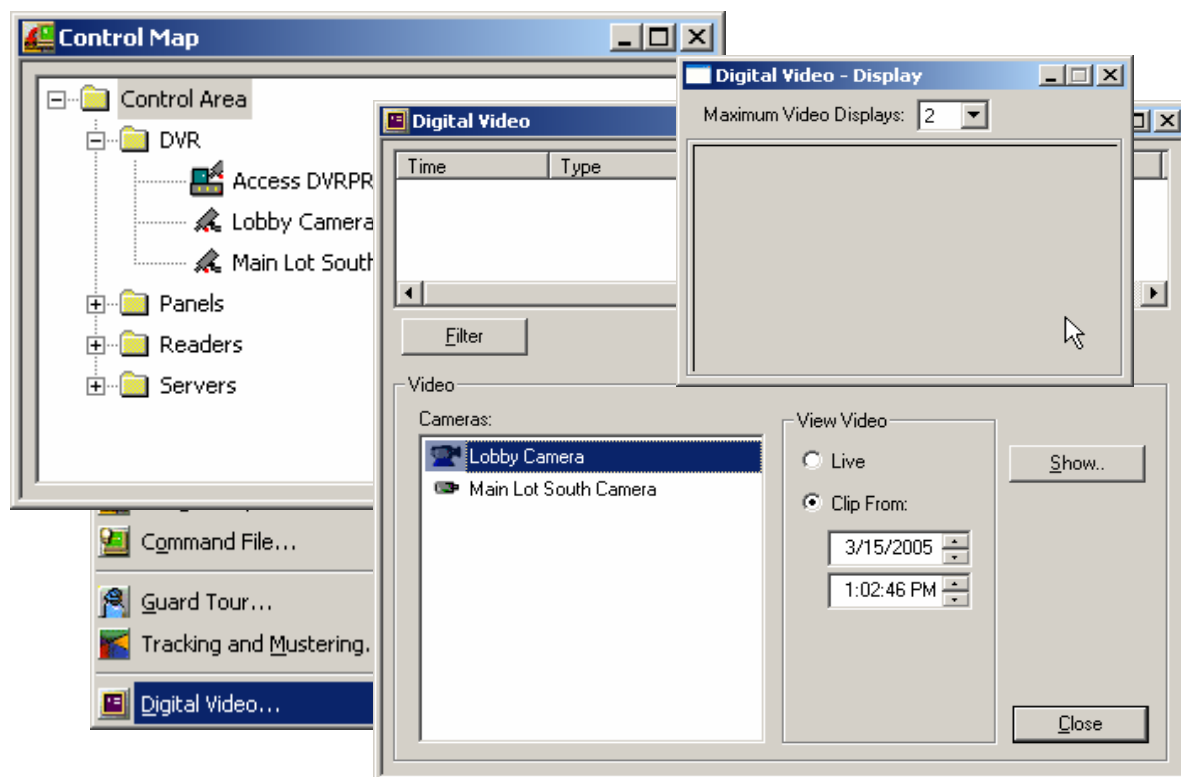 Control Map
Control Area
DVR
Access DVRPR
Lobby Camera
Main Lot South
Panels
Readers
Servers
Command File...
Guard Tour...
Tracking and Mustering.
Digital Video...
Digital Video
Time Type
Filter
Video
Cameras:
Lobby Camera
Main Lot South Camera
View Video
Live
Clip From:
3/15/2005
1:02:46 PM
Show..
Close
Digital Video - Display
Maximum Video Displays: 2